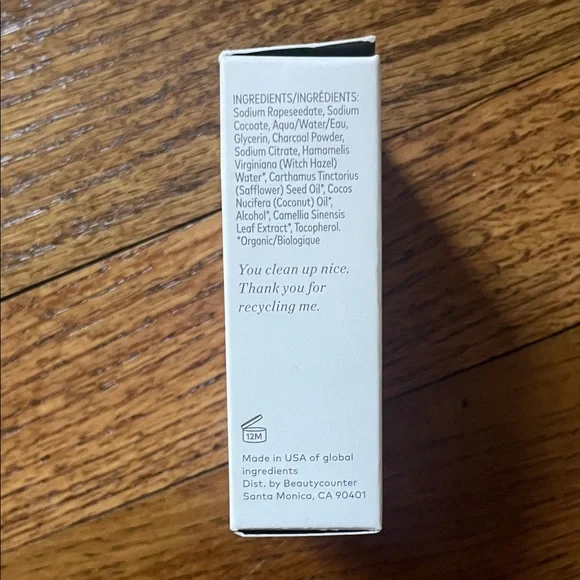 INGREDIENTS/INGRÉDIENTS:
Sodium Rapeseedate, Sodium
Cocoate, Aqua/Water/Eau,
Glycerin, Charcoal Powder,
Sodium Citrate, Hamamelis
Virginiana (Witch Hazel)
Water*, Carthamus Tinctorius
(Safflower) Seed Oil*, Cocos
Nucifera (Coconut) Oil*,
Alcohol*, Camellia Sinensis
Leaf Extract*, Tocopherol.
*Organic/Biologique
You clean up nice.
Thank you for
recycling me.
12M
Made in USA of global
ingredients
Dist. by Beautycounter
Santa Monica, CA 90401